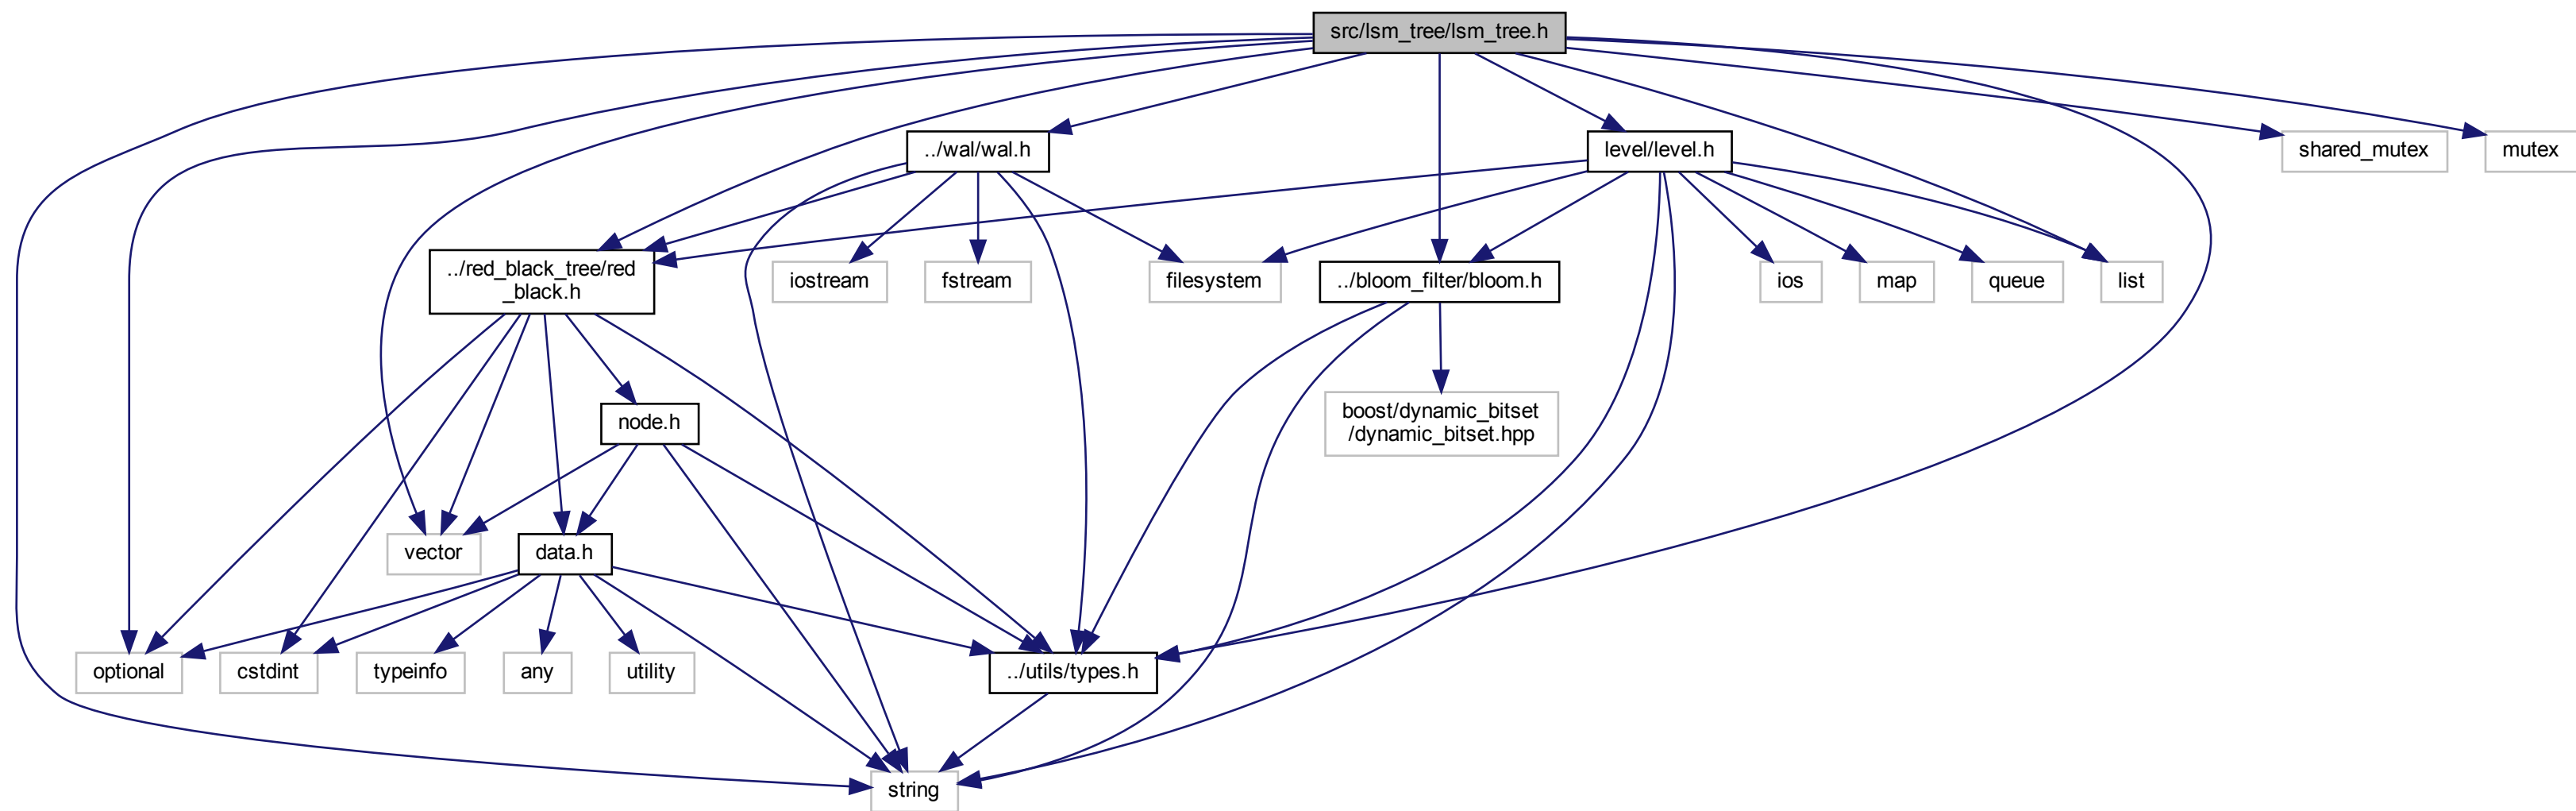 src/lsm_tree/lsm_tree.h
../wal/wal.h
level/level.h
shared_mutex
mutex
../red_black_tree/red
_black.h
iostream
fstream
filesystem
../bloom_filter/bloom.h
ios
map
queue
list
node.h
boost/dynamic_bitset
/dynamic_bitset.hpp
vector
data.h
optional
cstdint
typeinfo
any
utility
../utils/types.h
string